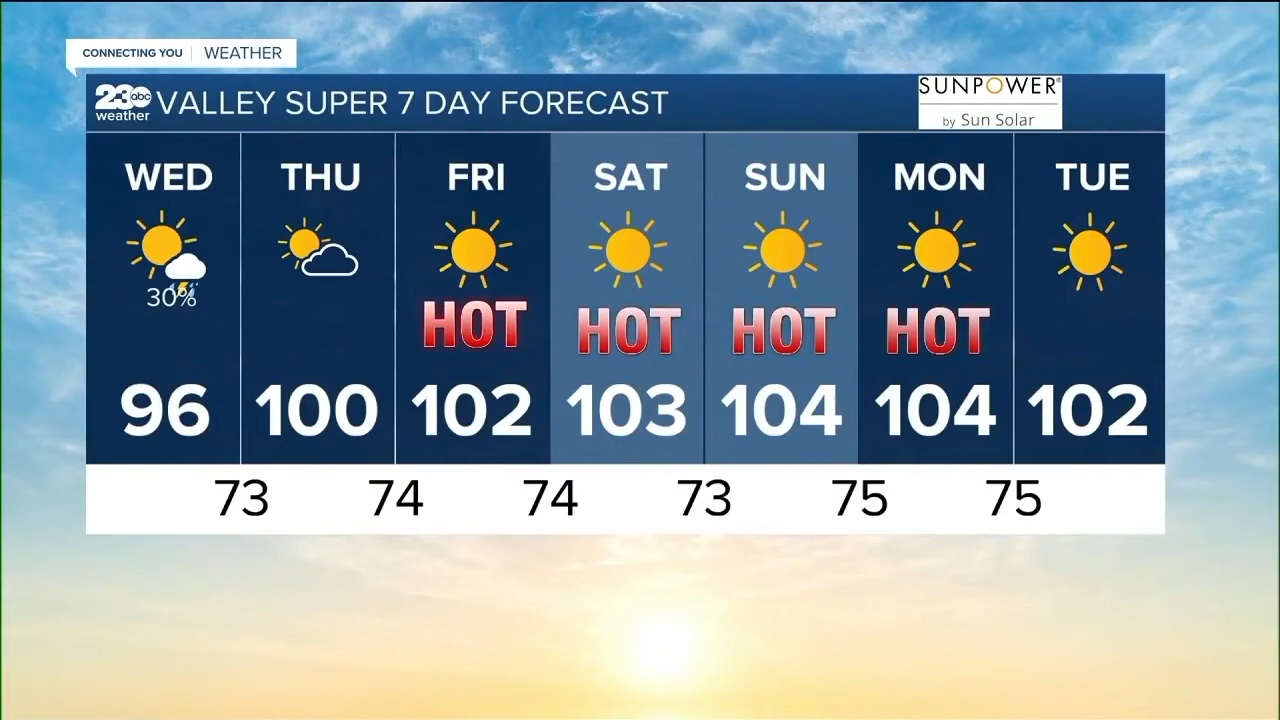 CONNECTING YOU | WEATHER
23 abc
weather
VALLEY SUPER 7 DAY FORECAST
SUNPOWER®
by Sun Solar
WED THU FRI SAT SUN MON TUE
30%
HOT HOT HOT HOT
96 100 102 103 104 104 102
73 74 74 73 75 75